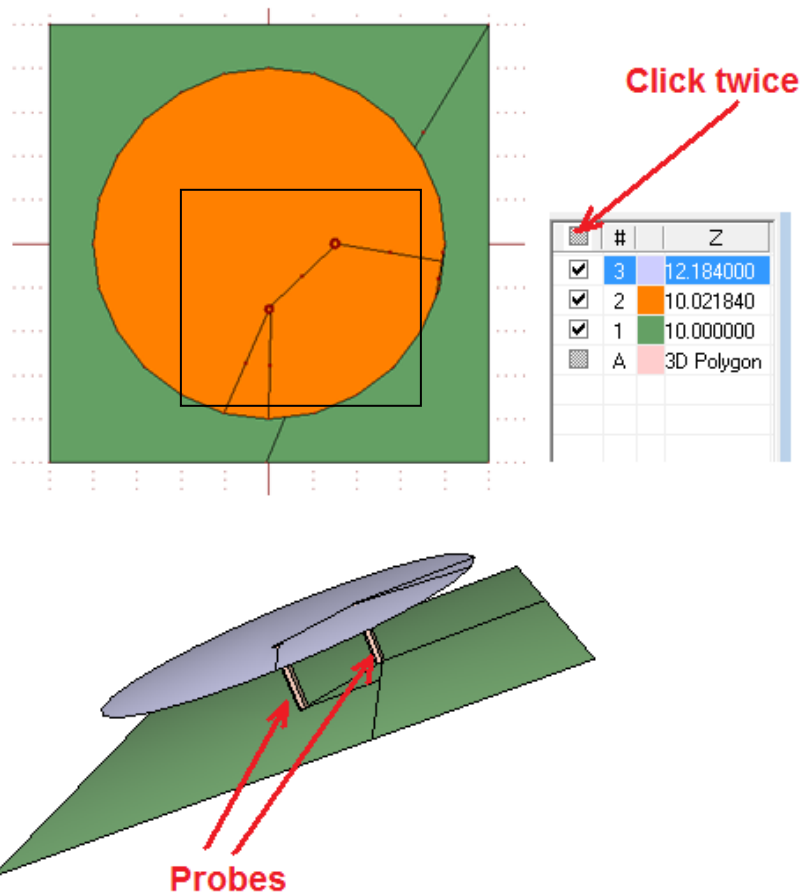 Click twice
# Z
3 12.184000
2 10.021840
1 10.000000
A 3D Polygon
Probes